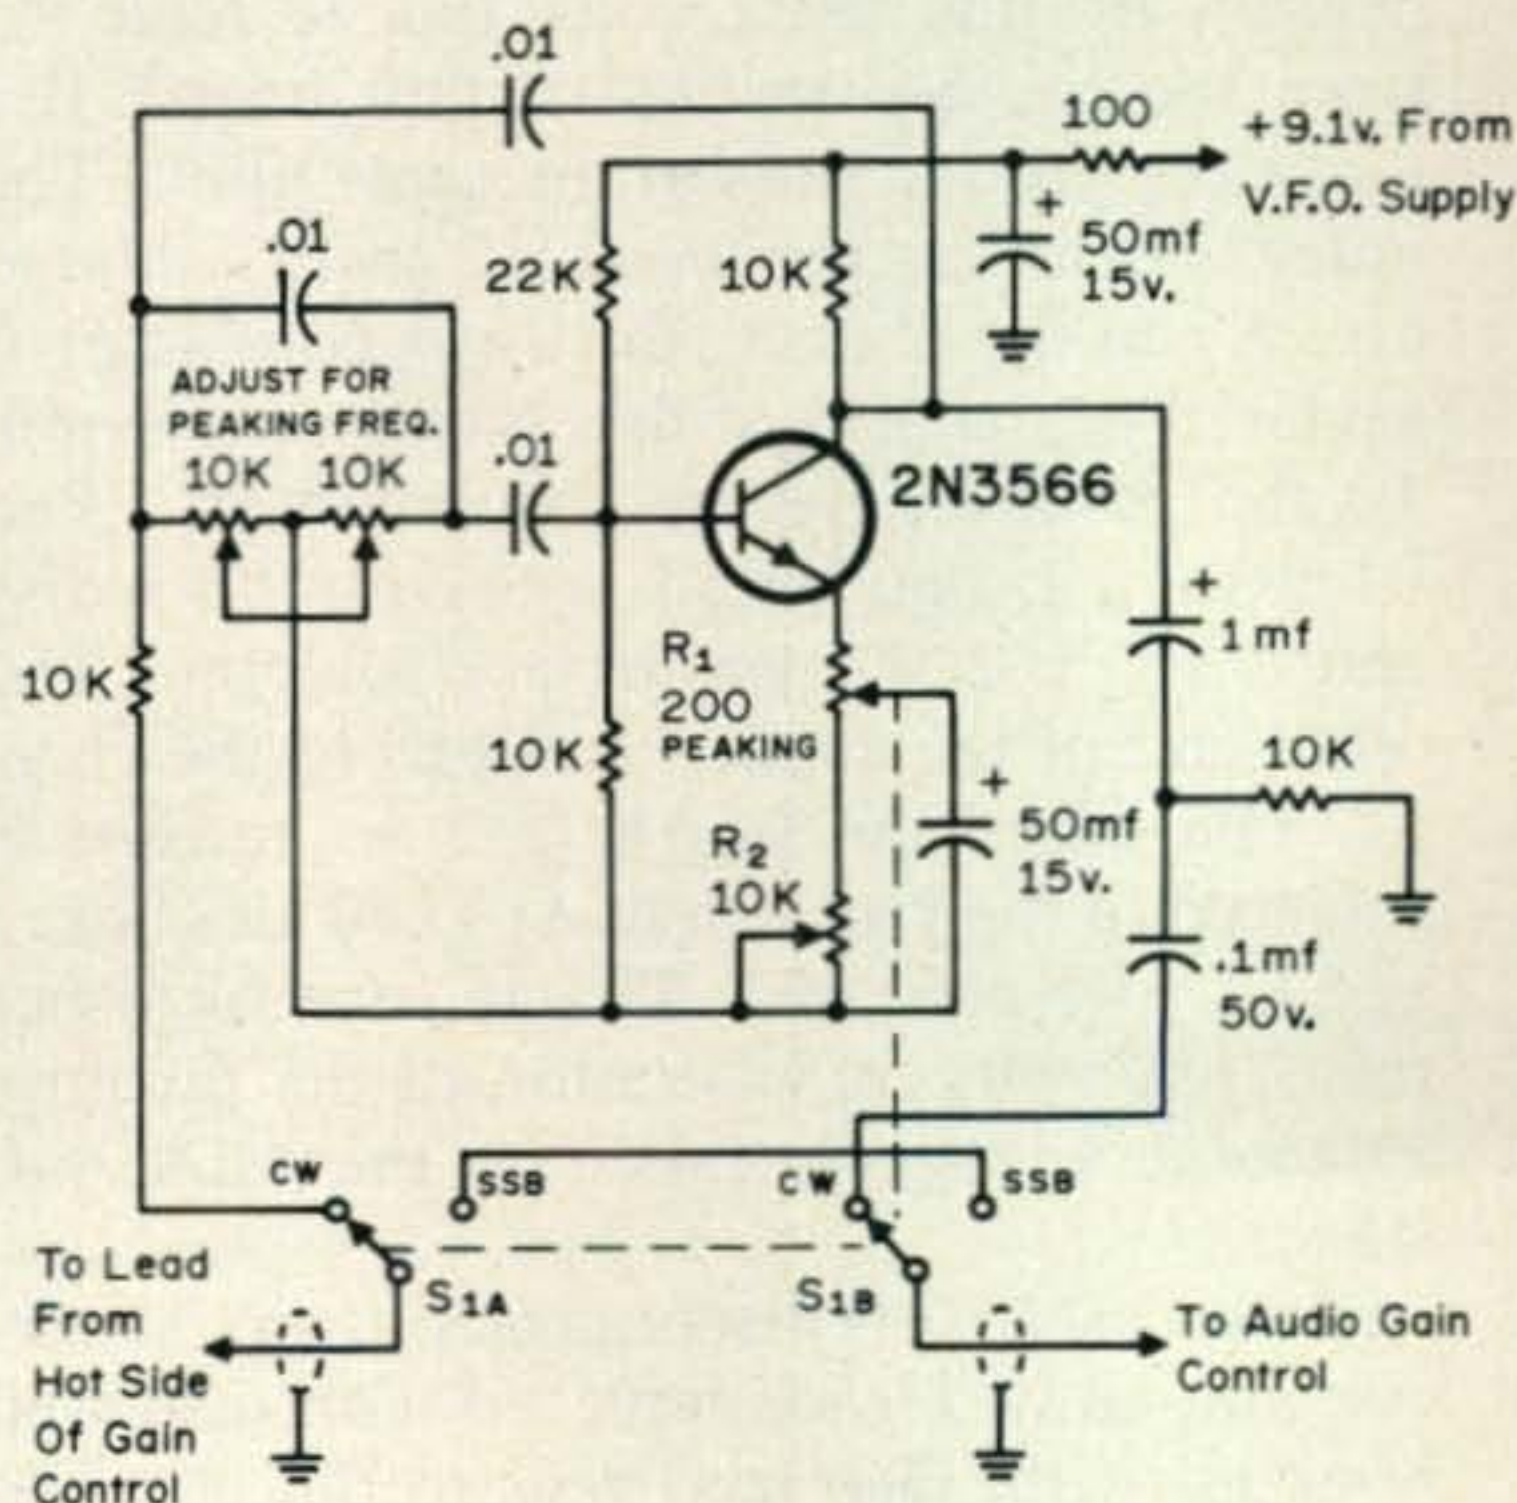 .01
100
+9.1v. From
V.F.O. Supply
.01
22K
10K
+
50mf
15v.
ADJUST FOR
PEAKING FREQ.
10K 10K
.01
2N3566
+
1mf
R1
200
PEAKING
10K
10K
10K
+
50mf
15v.
R2
10K
.1mf
50v.
CW
SSB
CW
SSB
S1A
S1B
To Lead
From
Hot Side
Of Gain
Control
To Audio Gain
Control